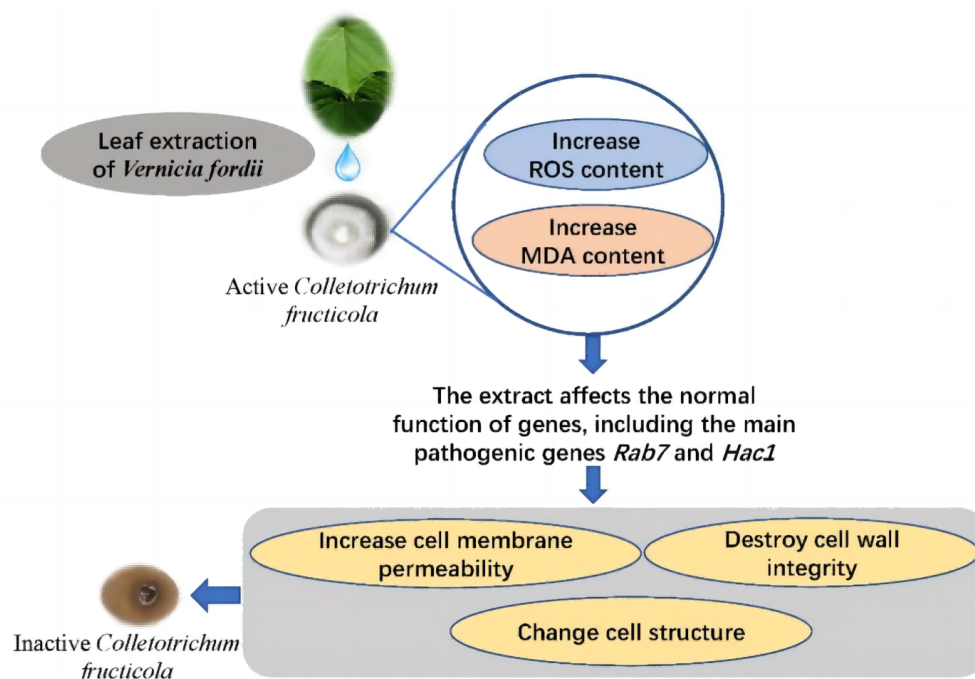 Leaf extraction
of Vernicia fordii
Increase
ROS content
Increase
MDA content
Active Colletotrichum
fructicola
The extract affects the normal
function of genes, including the main
pathogenic genes Rab7 and Hac1
Increase cell membrane
permeability
Destroy cell wall
integrity
Change cell structure
Inactive Colletotrichum
fructicola